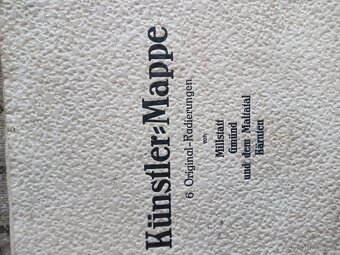 Künstler=Mappe
6 Original-Radierungen
von
Millstatt
Gmünd
und dem Maltatal
Kärnten